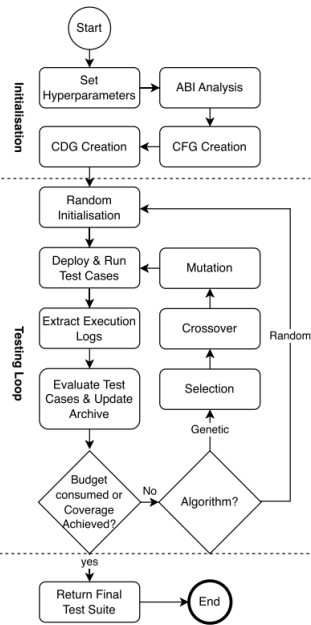 Start
Initialisation
Set
Hyperparameters
ABI Analysis
CDG Creation
CFG Creation
Testing Loop
Random
Initialisation
Deploy & Run
Test Cases
Mutation
Extract Execution
Logs
Crossover
Random
Evaluate Test
Cases & Update
Archive
Selection
Genetic
Budget
consumed or
Coverage
Achieved?
No
Algorithm?
yes
Return Final
Test Suite
End